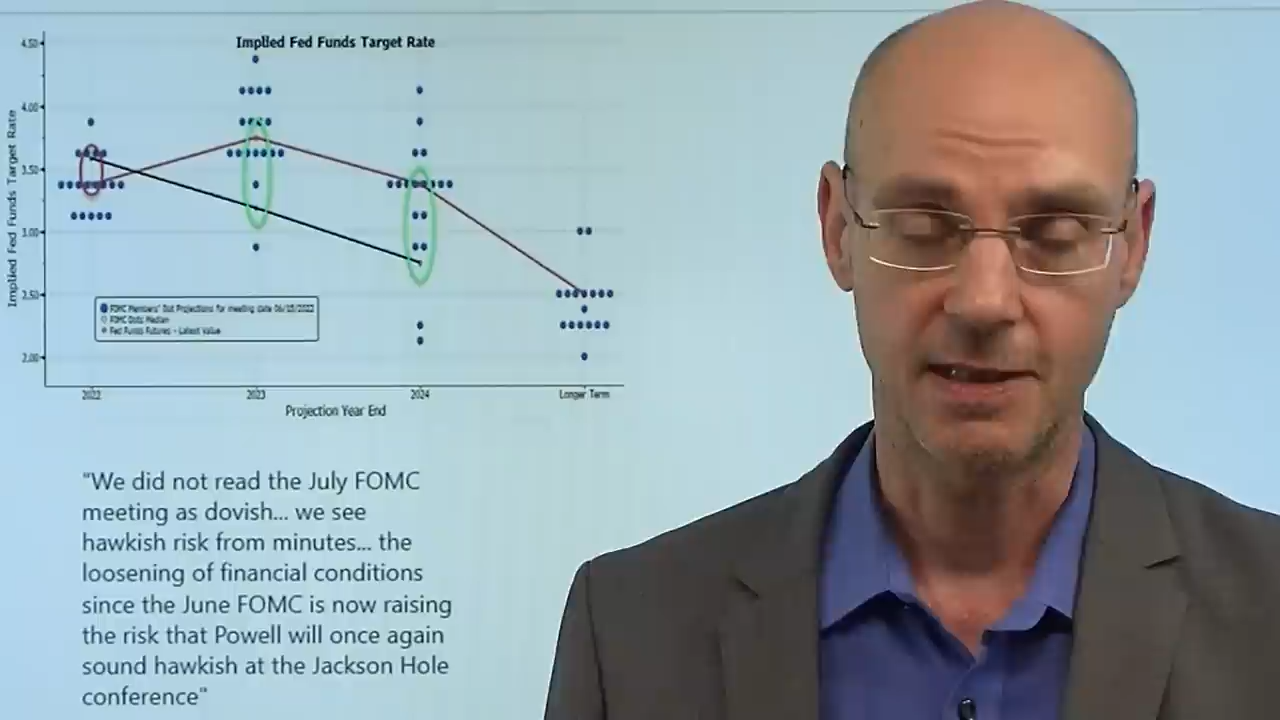 Implied Fed Funds Target Rate
4.50
4.00
3.50
3.00
2.50
2.00
Implied Fed Funds Target Rate
FOMC Members' Dot Projections for meeting date 06/15/2022
FOMC Dots Median
Fed Funds Futures - Latest Value
2022
2023
2024
Longer Term
Projection Year End
"We did not read the July FOMC
meeting as dovish... we see
hawkish risk from minutes... the
loosening of financial conditions
since the June FOMC is now raising
the risk that Powell will once again
sound hawkish at the Jackson Hole
conference"